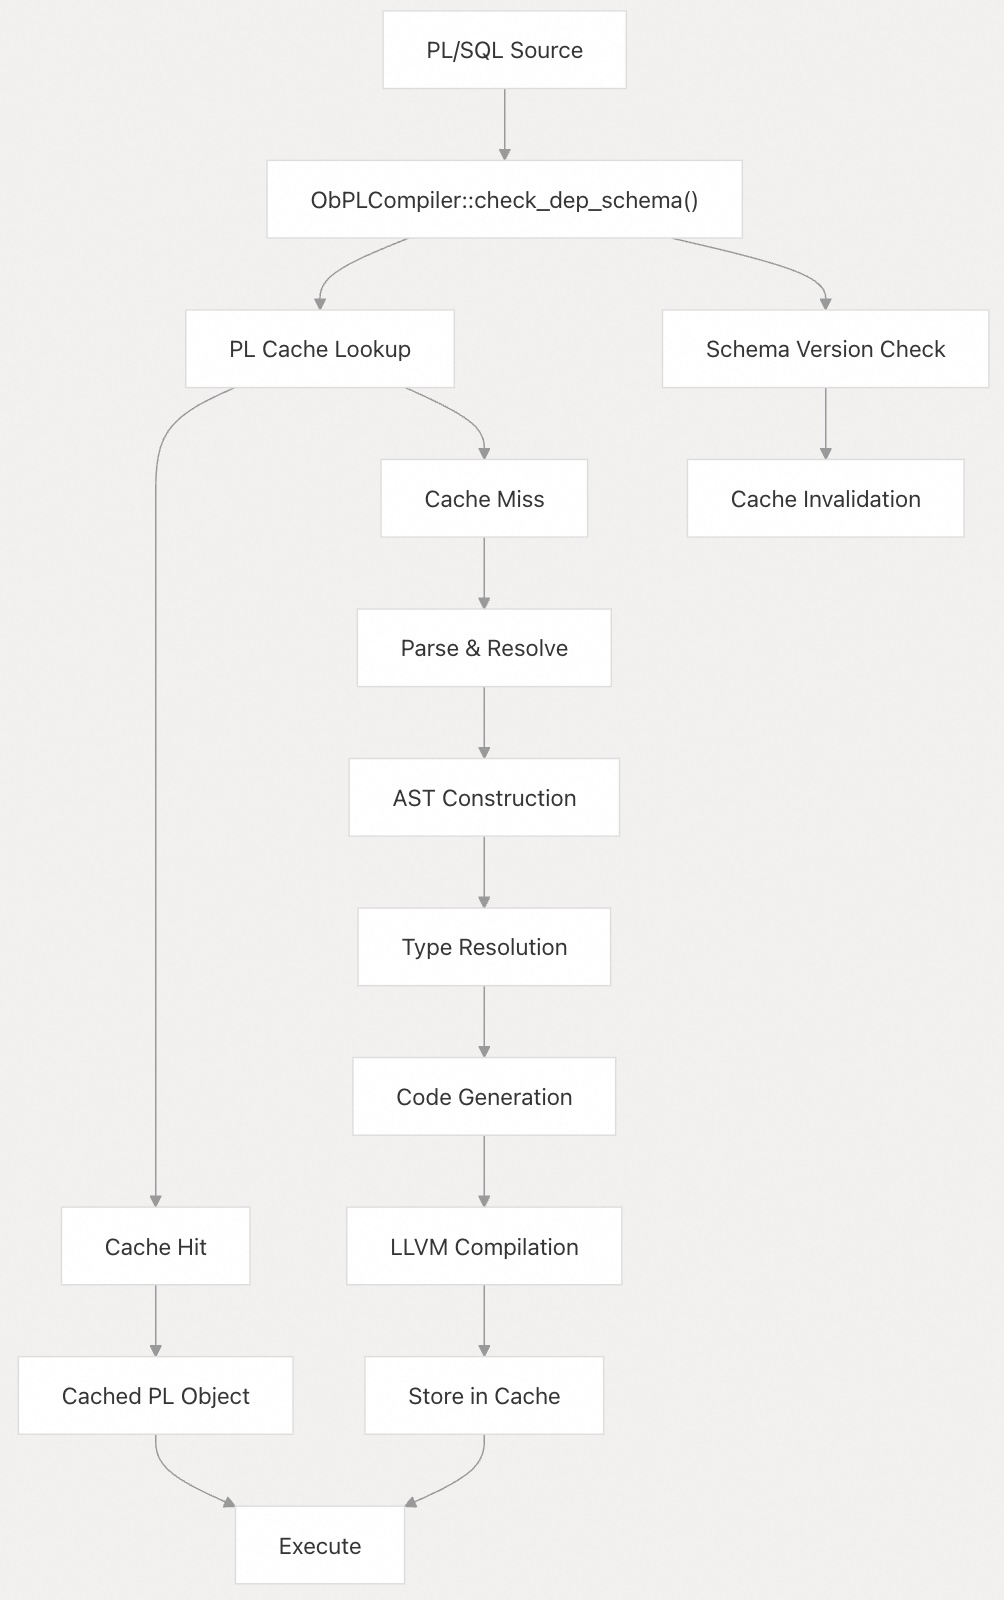 PL/SQL Source
ObPLCompiler::check_dep_schema()
PL Cache Lookup
Schema Version Check
Cache Miss
Cache Invalidation
Parse & Resolve
AST Construction
Type Resolution
Code Generation
Cache Hit
LLVM Compilation
Cached PL Object
Store in Cache
Execute